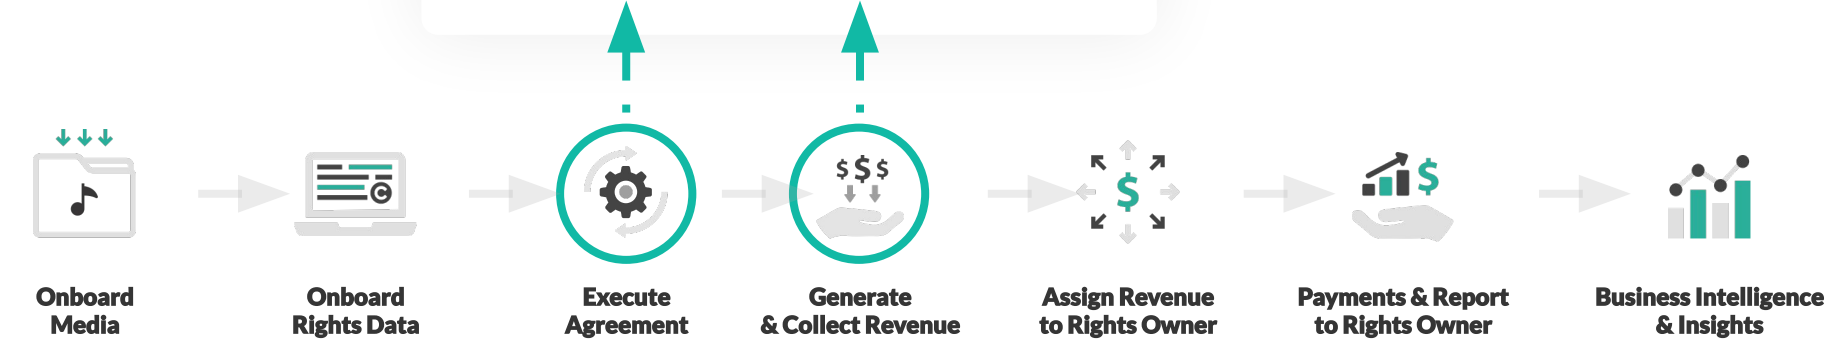 Onboard
Media
Onboard
Rights Data
Execute
Agreement
Generate
& Collect Revenue
Assign Revenue
to Rights Owner
Payments & Report
to Rights Owner
Business Intelligence
& Insights